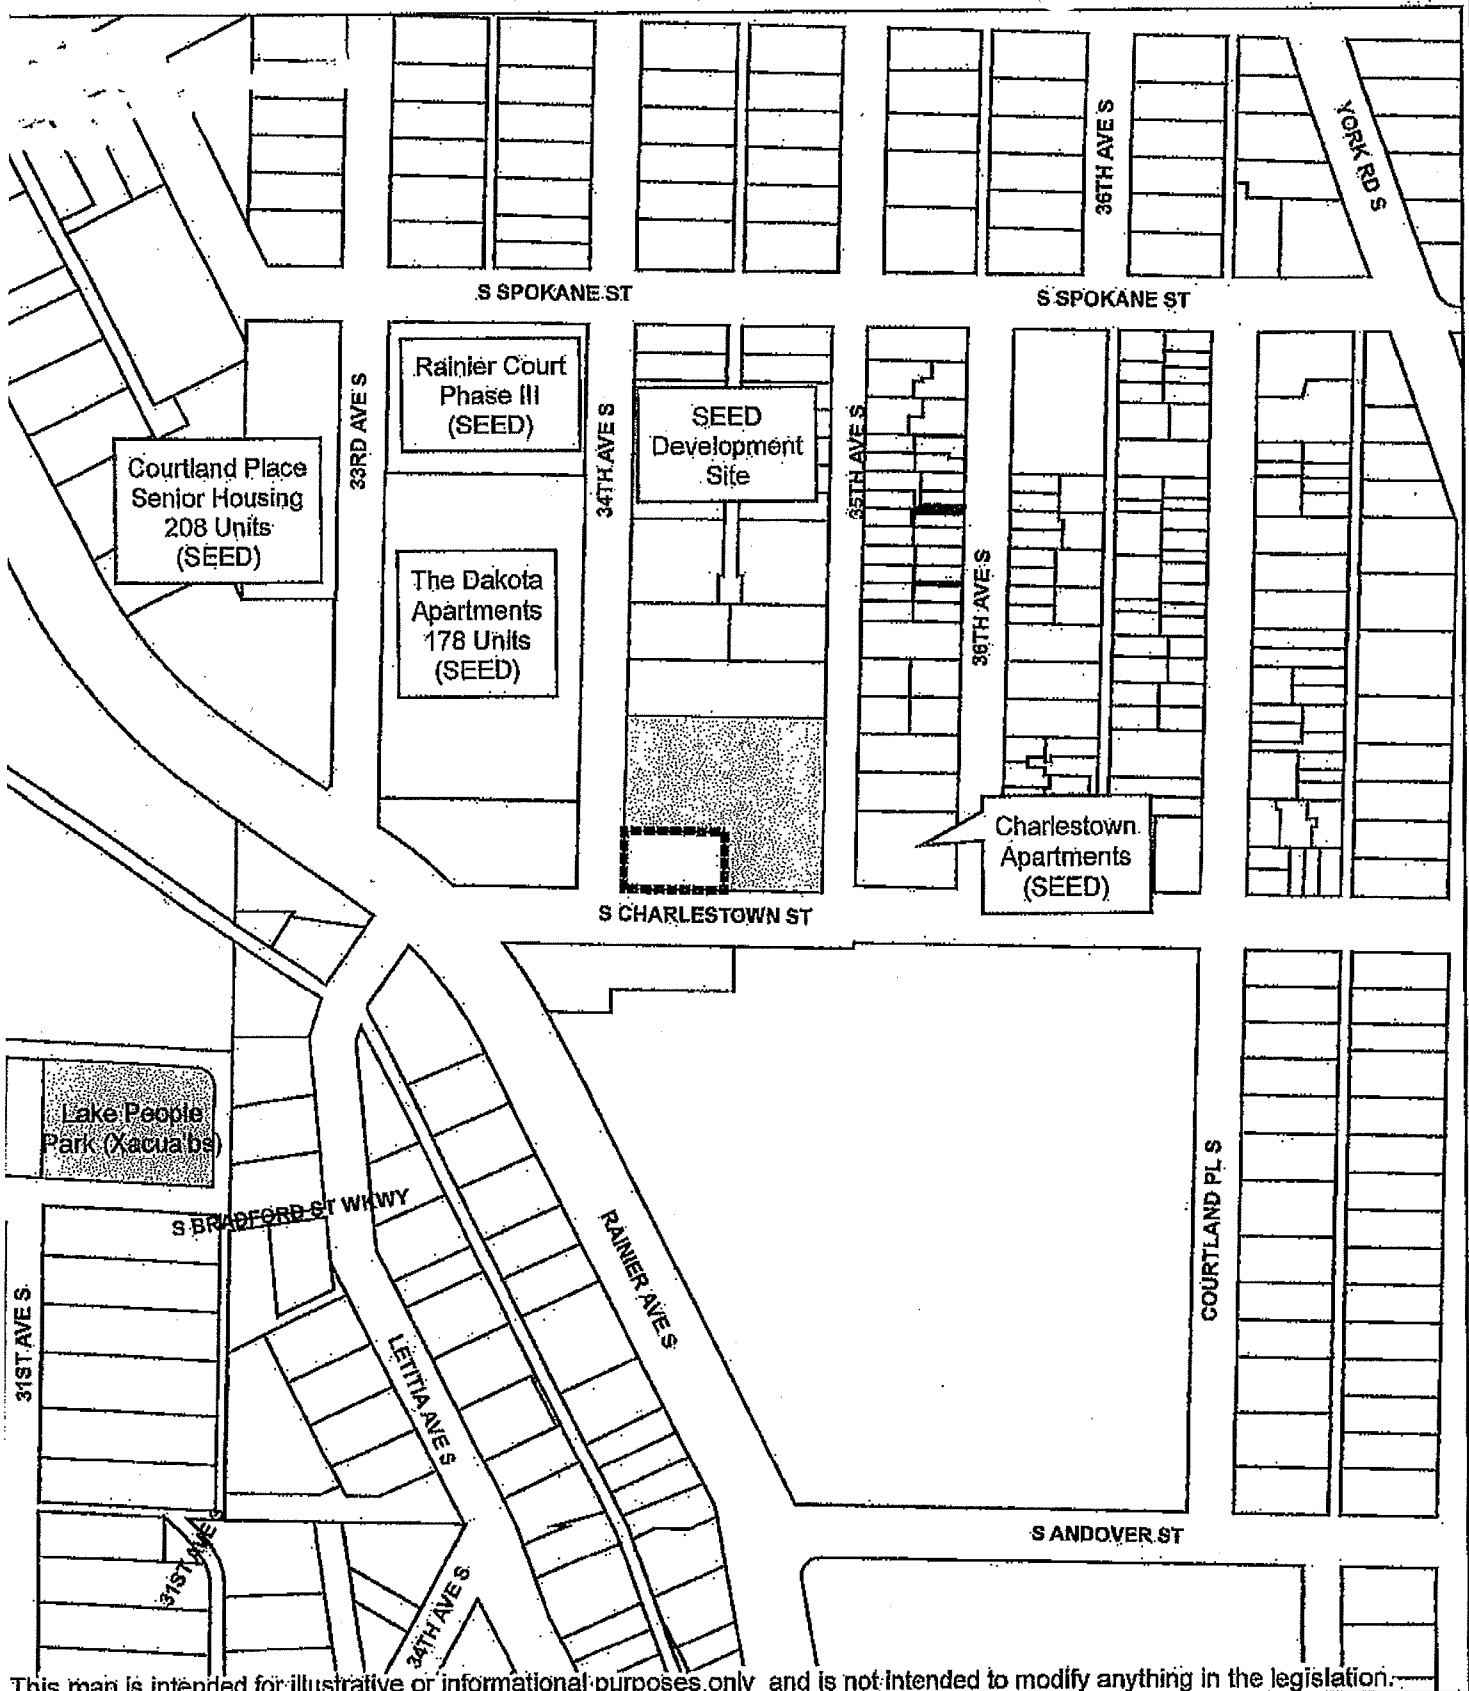 36TH AVE S
YORK RD S
S SPOKANE ST
S SPOKANE ST
33RD AVE S
Rainier Court
Phase III
(SEED)
34TH AVE S
SEED
Development
Site
35TH AVE S
Courtland Place
Senior Housing
208 Units
(SEED)
The Dakota
Apartments
178 Units
(SEED)
36TH AVE S
Charlestown
Apartments
(SEED)
S CHARLESTOWN ST
Lake People
Park (Xacua'bs)
S BRADFORD ST WKWY
RAINIER AVE S
COURTLAND PL S
31ST AVE S
LETITIA AVE S
S ANDOVER ST
31ST AVE S
34TH AVE S
This map is intended for illustrative or informational purposes only and is not intended to modify anything in the legislation.